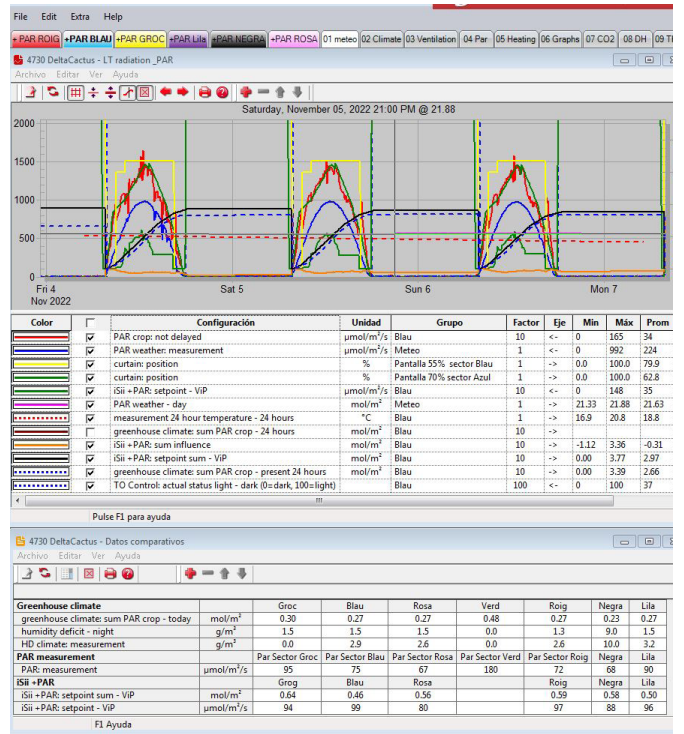 File Edit Extra Help
+ PAR ROIG +PAR BLAU +PAR GROC +PAR Lila +PAR NEGRA +PAR ROSA 01 meteo 02 Climate 03 Ventilation 04 Par 05 Heating 06 Graphs 07 CO2 08 DH 09 TI
4730 DeltaCactus - LT radiation _PAR
Archivo Editar Ver Ayuda
Saturday, November 05, 2022 21:00 PM @ 21.88
2000
1500
1000
500
0
Fri 4 Sat 5 Sun 6 Mon 7
Nov 2022
Color Configuración Unidad Grupo Factor Eje Min Máx Prom
PAR crop: not delayed µmol/m²/s Blau 10 <- 0 165 34
PAR weather: measurement µmol/m²/s Meteo 1 <- 0 992 224
curtain: position % Pantalla 55% sector Blau 1 -> 0.0 100.0 79.9
curtain: position % Pantalla 70% sector Azul 1 -> 0.0 100.0 62.8
iSii +PAR: setpoint - ViP µmol/m²/s Blau 10 <- 0 148 35
PAR weather - day mol/m² Meteo 1 -> 21.33 21.88 21.63
measurement 24 hour temperature - 24 hours °C Blau 1 -> 16.9 20.8 18.8
greenhouse climate: sum PAR crop - 24 hours mol/m² Blau 10 ->
iSii +PAR: sum influence mol/m² Blau 10 -> -1.12 3.36 -0.31
iSii +PAR: setpoint sum - ViP mol/m² Blau 10 -> 0.00 3.77 2.97
greenhouse climate: sum PAR crop - present 24 hours mol/m² Blau 10 -> 0.00 3.39 2.66
TO Control: actual status light - dark (0=dark, 100=light) Blau 100 <- 0 100 37
Pulse F1 para ayuda
4730 DeltaCactus - Datos comparativos
Archivo Editar Ver Ayuda
Greenhouse climate Groc Blau Rosa Verd Roig Negra Lila
greenhouse climate: sum PAR crop - today mol/m² 0.30 0.27 0.27 0.48 0.27 0.23 0.27
humidity deficit - night g/m³ 1.5 1.5 1.5 0.0 1.3 9.0 1.5
HD climate: measurement g/m³ 0.0 2.9 2.6 0.0 2.6 10.0 3.2
PAR measurement Par Sector Groc Par Sector Blau Par Sector Rosa Par Sector Verd Par Sector Roig Negra Lila
PAR: measurement µmol/m²/s 95 75 67 180 72 68 90
iSii +PAR Grog Blau Rosa Roig Negra Lila
iSii +PAR: setpoint sum - ViP mol/m² 0.64 0.46 0.56 0.59 0.58 0.50
iSii +PAR: setpoint - ViP µmol/m²/s 94 99 80 97 88 96
F1 Ayuda